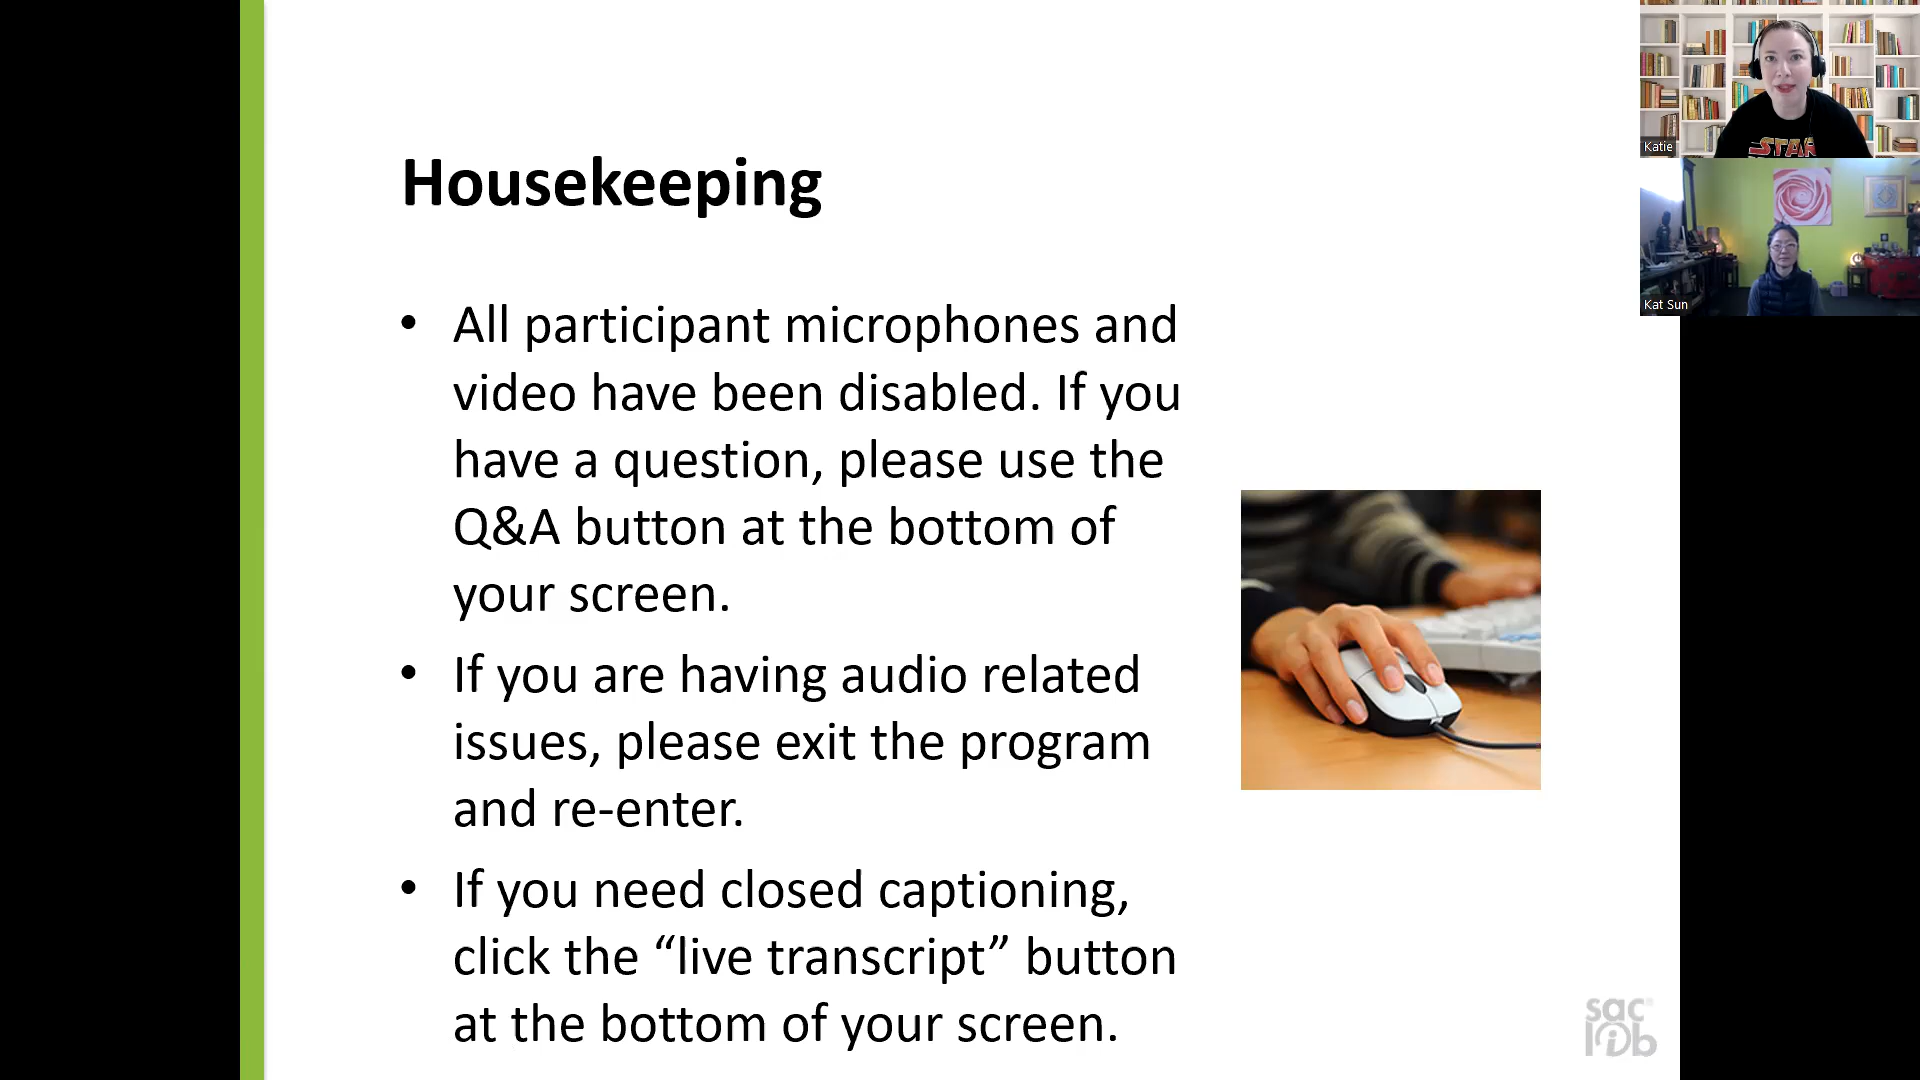 Housekeeping
• All participant microphones and
video have been disabled. If you
have a question, please use the
Q&A button at the bottom of
your screen.
• If you are having audio related
issues, please exit the program
and re-enter.
• If you need closed captioning,
click the “live transcript” button
at the bottom of your screen.
STAR
Katie
Kat Sun
sac
lib